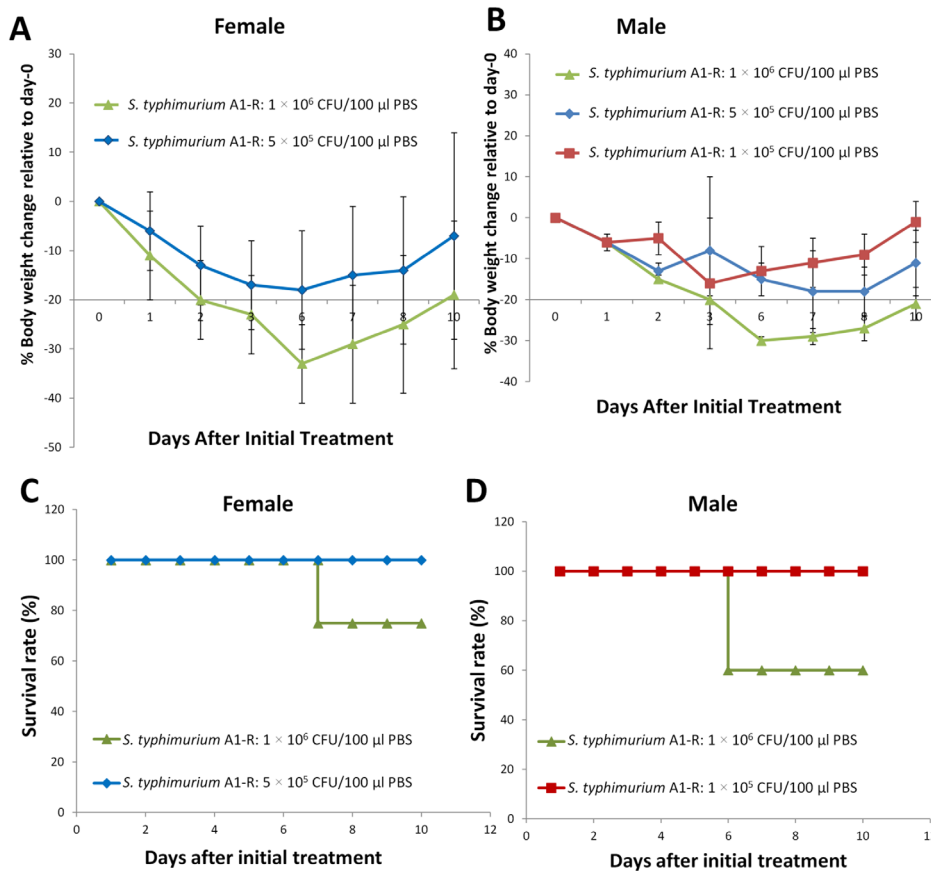 A
Female
% Body weight change relative to day-0
30
20
10
0
-10
-20
-30
-40
-50
S. typhimurium A1-R: 1 × 10⁶ CFU/100 µl PBS
S. typhimurium A1-R: 5 × 10⁵ CFU/100 µl PBS
0 1 2 3 6 7 8 10
Days After Initial Treatment
B
Male
% Body weight change relative to day-0
40
30
20
10
0
-10
-20
-30
-40
S. typhimurium A1-R: 1 × 10⁶ CFU/100 µl PBS
S. typhimurium A1-R: 5 × 10⁵ CFU/100 µl PBS
S. typhimurium A1-R: 1 × 10⁵ CFU/100 µl PBS
0 1 2 3 6 7 8 10
Days After Initial Treatment
C
Female
Survival rate (%)
120
100
80
60
40
20
0
S. typhimurium A1-R: 1 × 10⁶ CFU/100 µl PBS
S. typhimurium A1-R: 5 × 10⁵ CFU/100 µl PBS
0 2 4 6 8 10 12
Days after initial treatment
D
Male
Survival rate (%)
120
100
80
60
40
20
0
S. typhimurium A1-R: 1 × 10⁶ CFU/100 µl PBS
S. typhimurium A1-R: 1 × 10⁵ CFU/100 µl PBS
0 2 4 6 8 10
Days after initial treatment